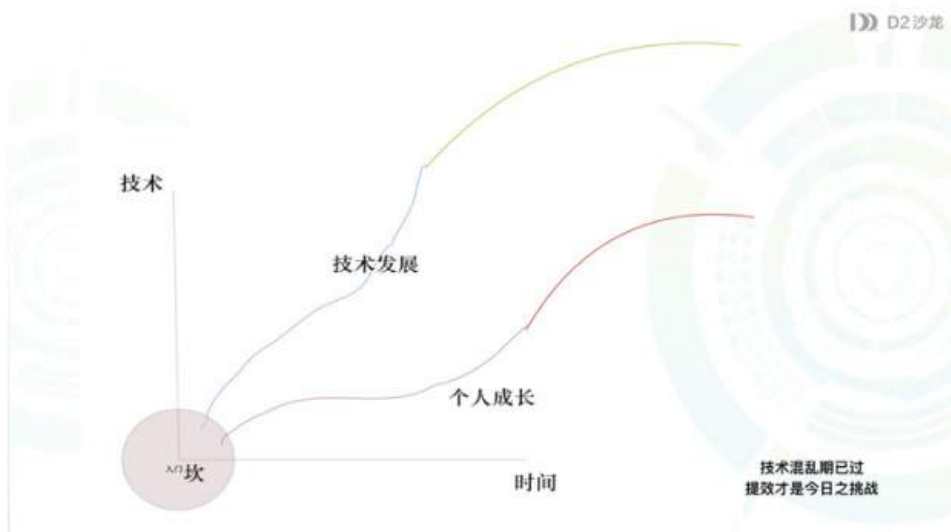 D2沙龙
技术
技术发展
个人成长
入门坎
时间
技术混乱期已过
提效才是今日之挑战